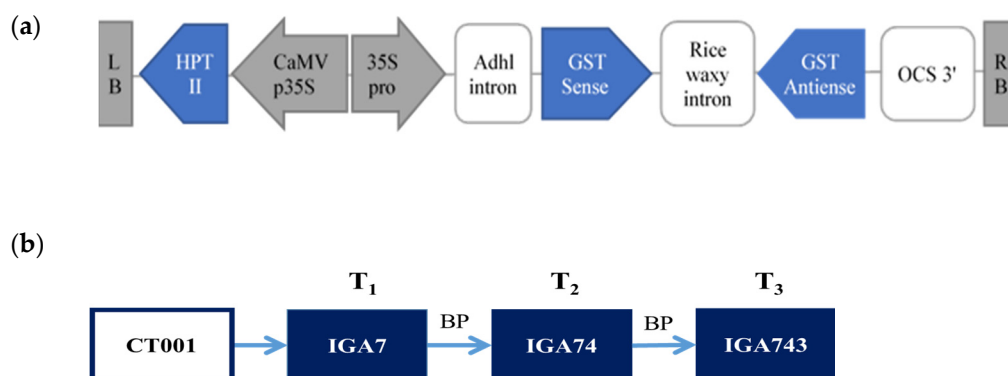 (a)
L
B
HPT
II
CaMV
p35S
35S
pro
Adhl
intron
GST
Sense
Rice
waxy
intron
GST
Antiense
OCS 3'
R
B
(b)
T₁
T₂
T₃
CT001
IGA7
BP
IGA74
BP
IGA743